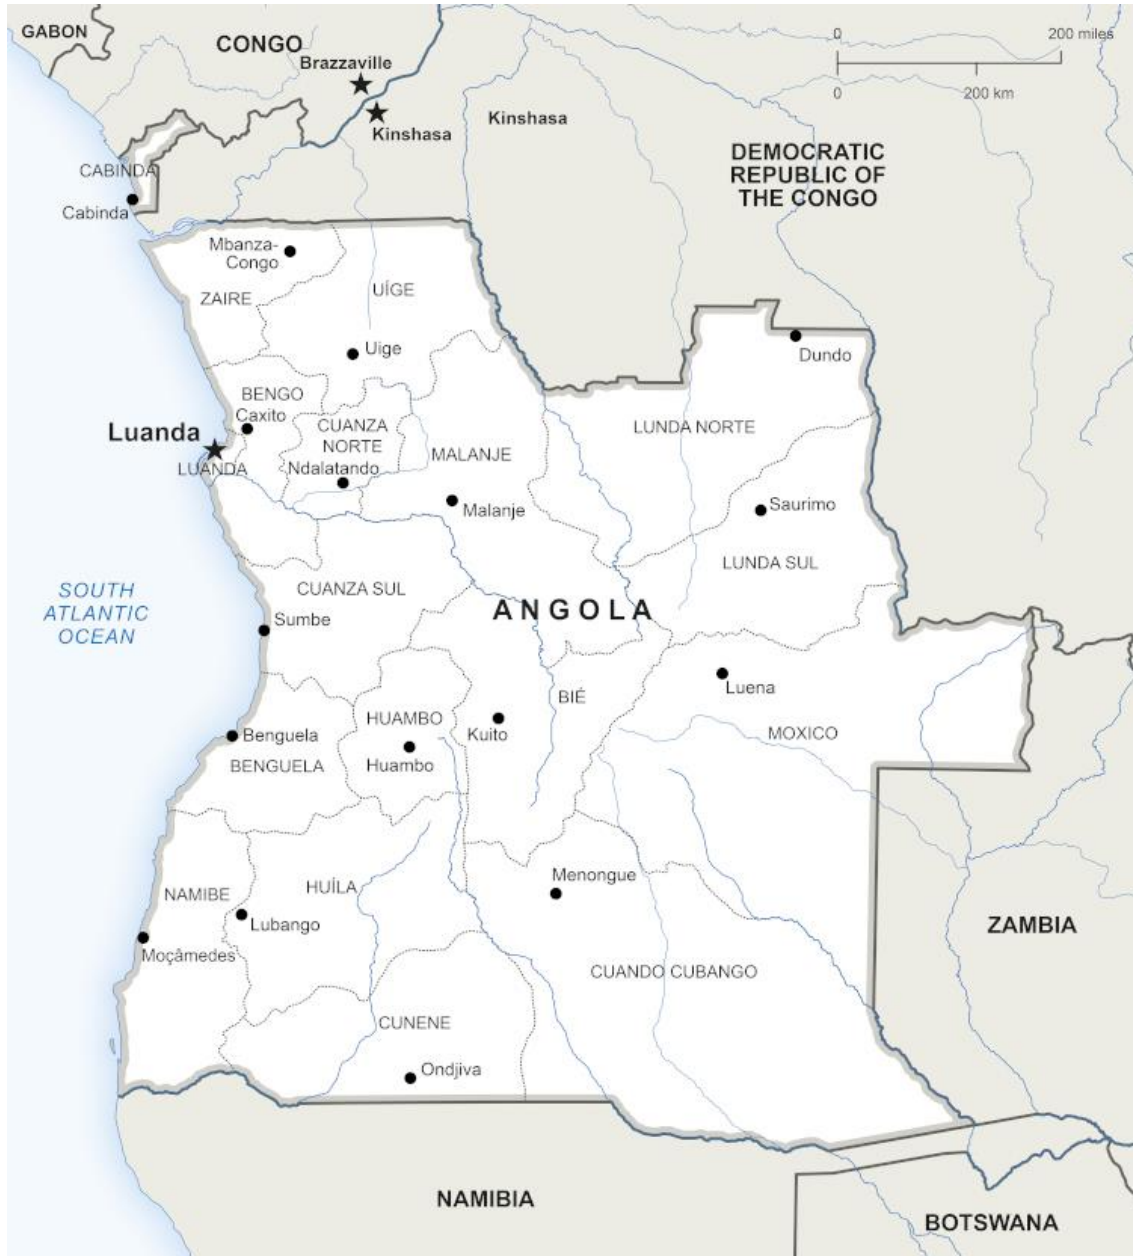 GABON
CONGO
Brazzaville
Kinshasa
Kinshasa
0
200 miles
0
200 km
DEMOCRATIC
REPUBLIC OF
THE CONGO
CABINDA
Cabinda
Mbanza-
Congo
ZAIRE
UÍGE
Uige
Dundo
BENGO
Caxito
CUANZA
NORTE
Ndalatando
Luanda
LUANDA
MALANJE
Malanje
LUNDA NORTE
Saurimo
LUNDA SUL
SOUTH
ATLANTIC
OCEAN
CUANZA SUL
Sumbe
ANGOLA
Luena
BIÉ
MOXICO
HUAMBO
Huambo
Kuito
Benguela
BENGUELA
Menongue
NAMIBE
HUÍLA
Lubango
Moçâmedes
ZAMBIA
CUANDO CUBANGO
CUNENE
Ondjiva
NAMIBIA
BOTSWANA